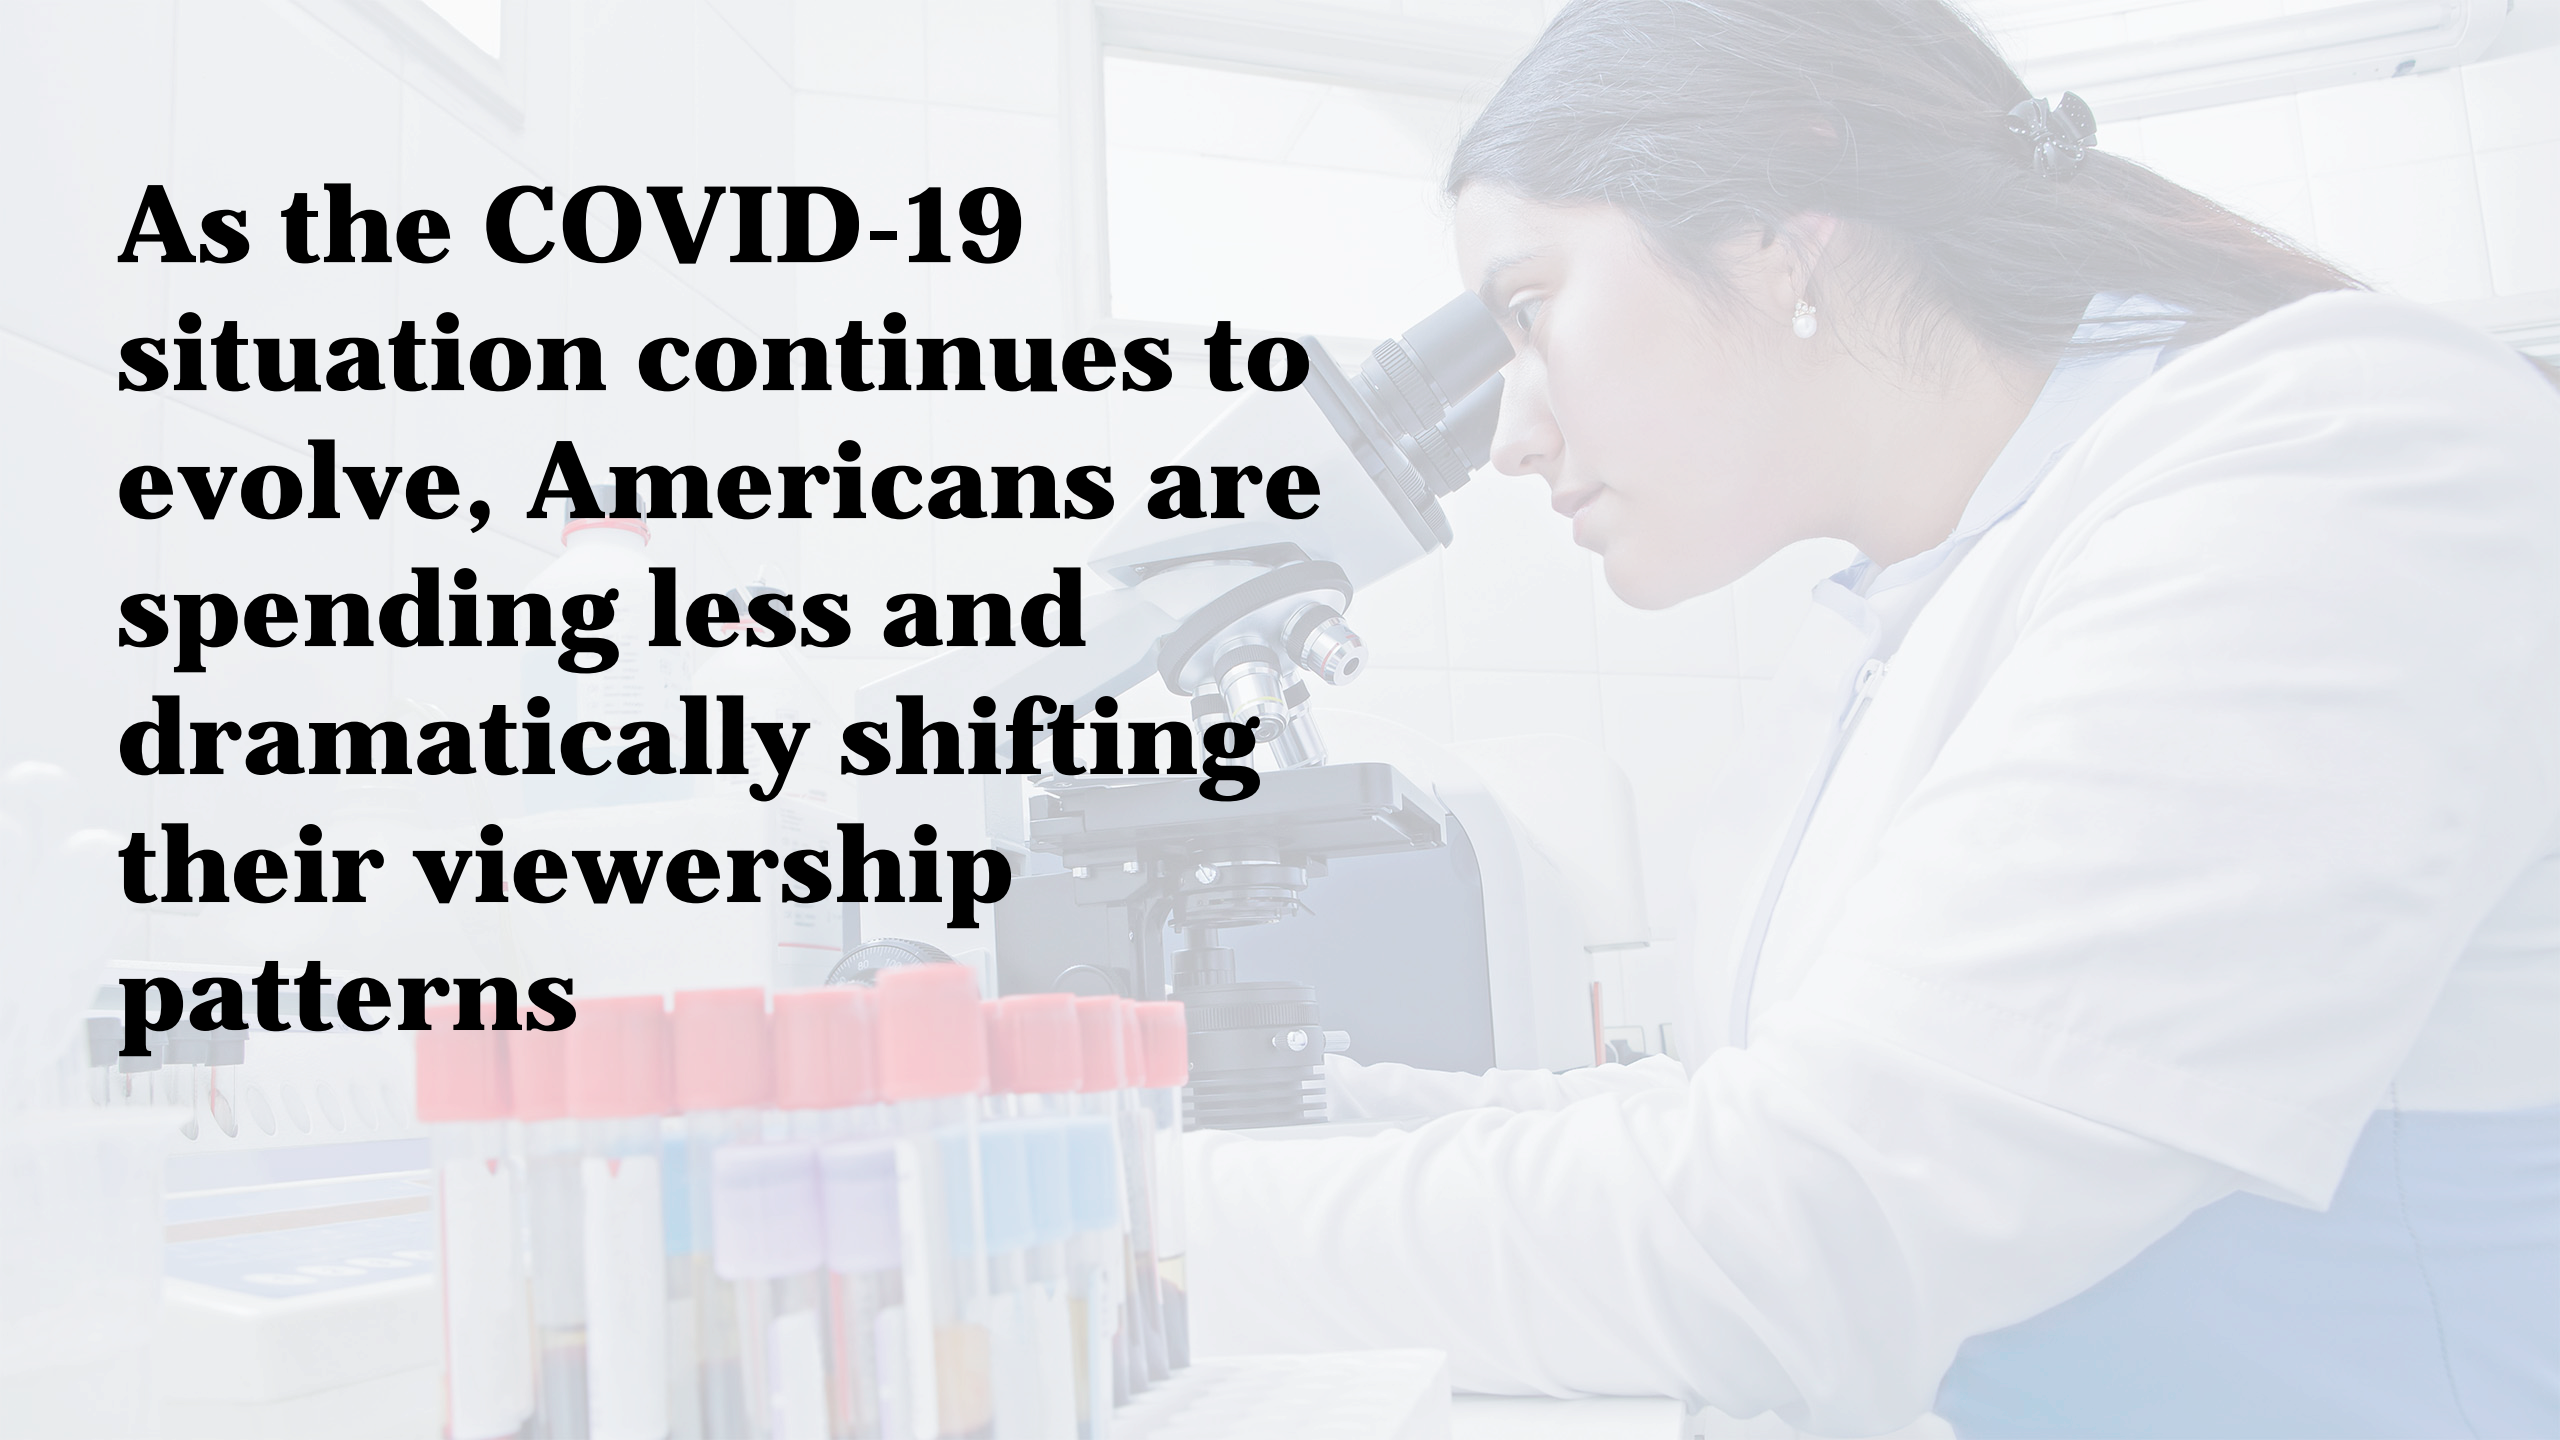 As the COVID-19
situation continues to
evolve, Americans are
spending less and
dramatically shifting
their viewership
patterns